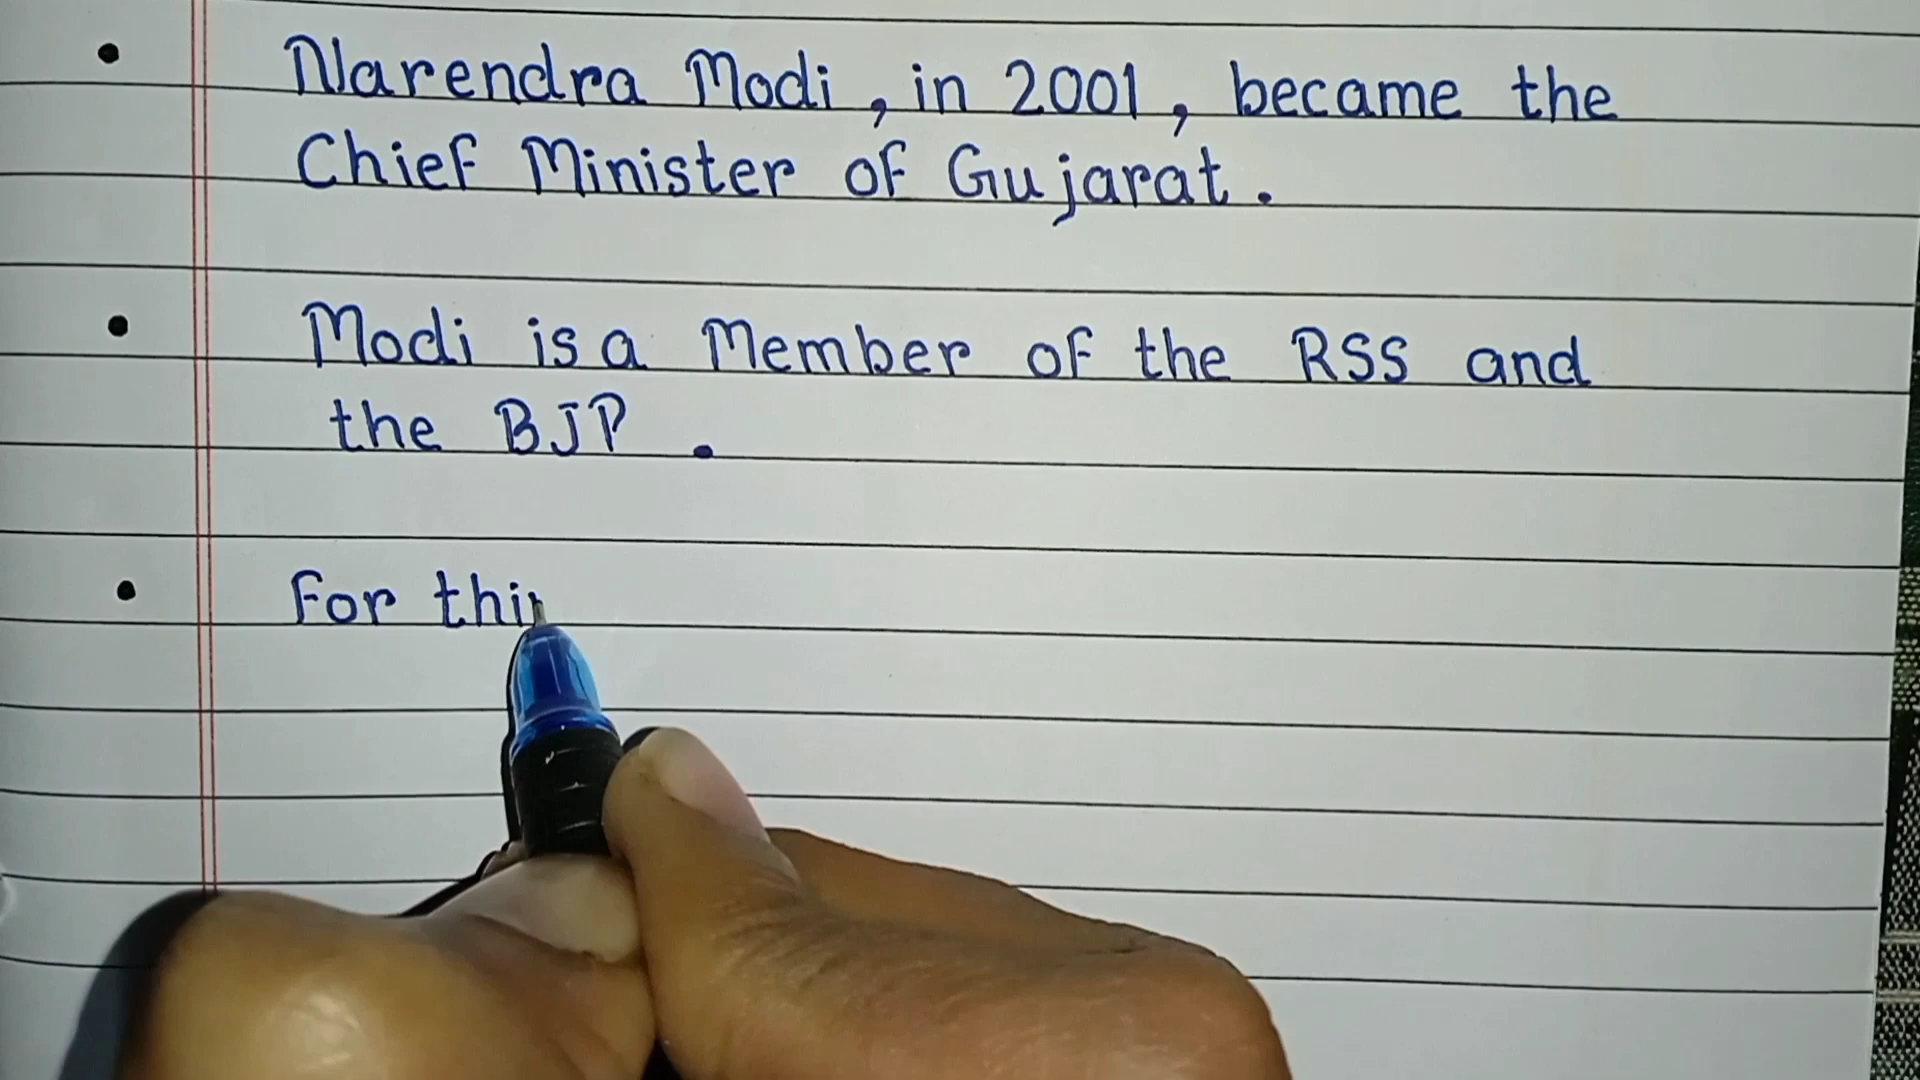 Narendra Modi, in 2001, became the
Chief Minister of Gujarat.
Modi is a Member of the RSS and
the BJP.
For